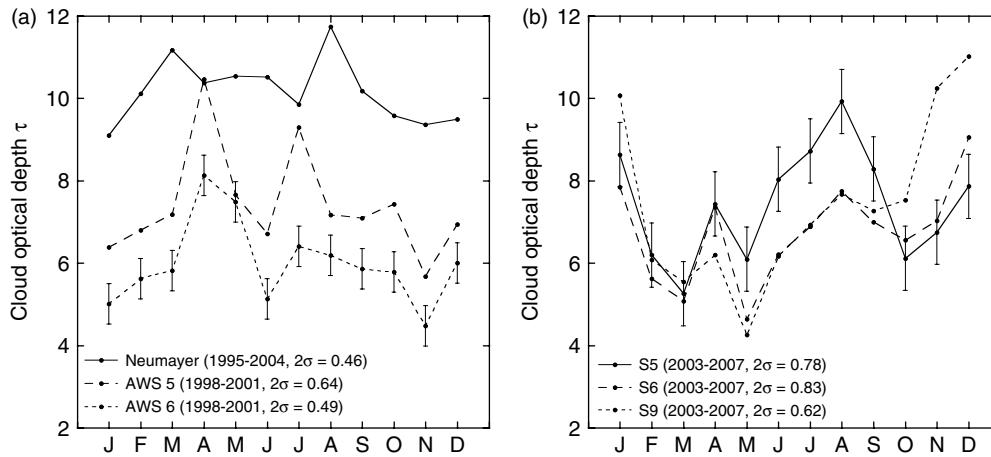 (a)
12
10
8
6
4
2
Cloud optical depth τ
Neumayer (1995-2004, 2σ = 0.46)
AWS 5 (1998-2001, 2σ = 0.64)
AWS 6 (1998-2001, 2σ = 0.49)
J F M A M J J A S O N D
(b)
12
10
8
6
4
2
Cloud optical depth τ
S5 (2003-2007, 2σ = 0.78)
S6 (2003-2007, 2σ = 0.83)
S9 (2003-2007, 2σ = 0.62)
J F M A M J J A S O N D